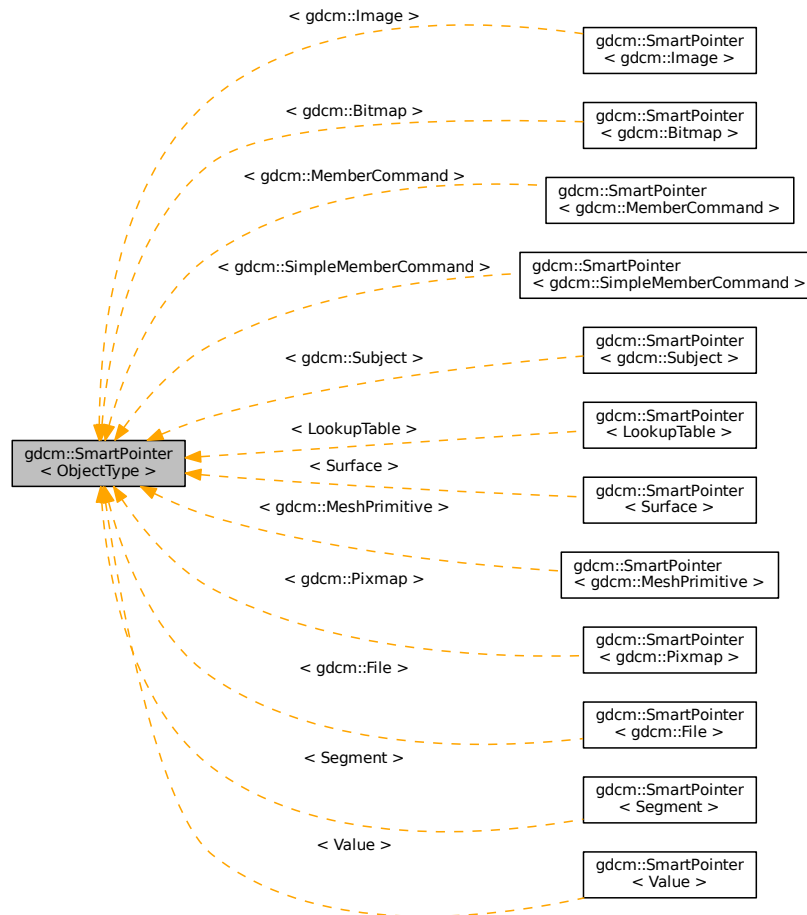 < gdcm::Image >
gdcm::SmartPointer
< gdcm::Image >
< gdcm::Bitmap >
gdcm::SmartPointer
< gdcm::Bitmap >
< gdcm::MemberCommand >
gdcm::SmartPointer
< gdcm::MemberCommand >
< gdcm::SimpleMemberCommand >
gdcm::SmartPointer
< gdcm::SimpleMemberCommand >
< gdcm::Subject >
gdcm::SmartPointer
< gdcm::Subject >
< LookupTable >
gdcm::SmartPointer
< LookupTable >
gdcm::SmartPointer
< ObjectType >
< Surface >
gdcm::SmartPointer
< Surface >
< gdcm::MeshPrimitive >
gdcm::SmartPointer
< gdcm::MeshPrimitive >
< gdcm::Pixmap >
gdcm::SmartPointer
< gdcm::Pixmap >
< gdcm::File >
gdcm::SmartPointer
< gdcm::File >
< Segment >
gdcm::SmartPointer
< Segment >
< Value >
gdcm::SmartPointer
< Value >